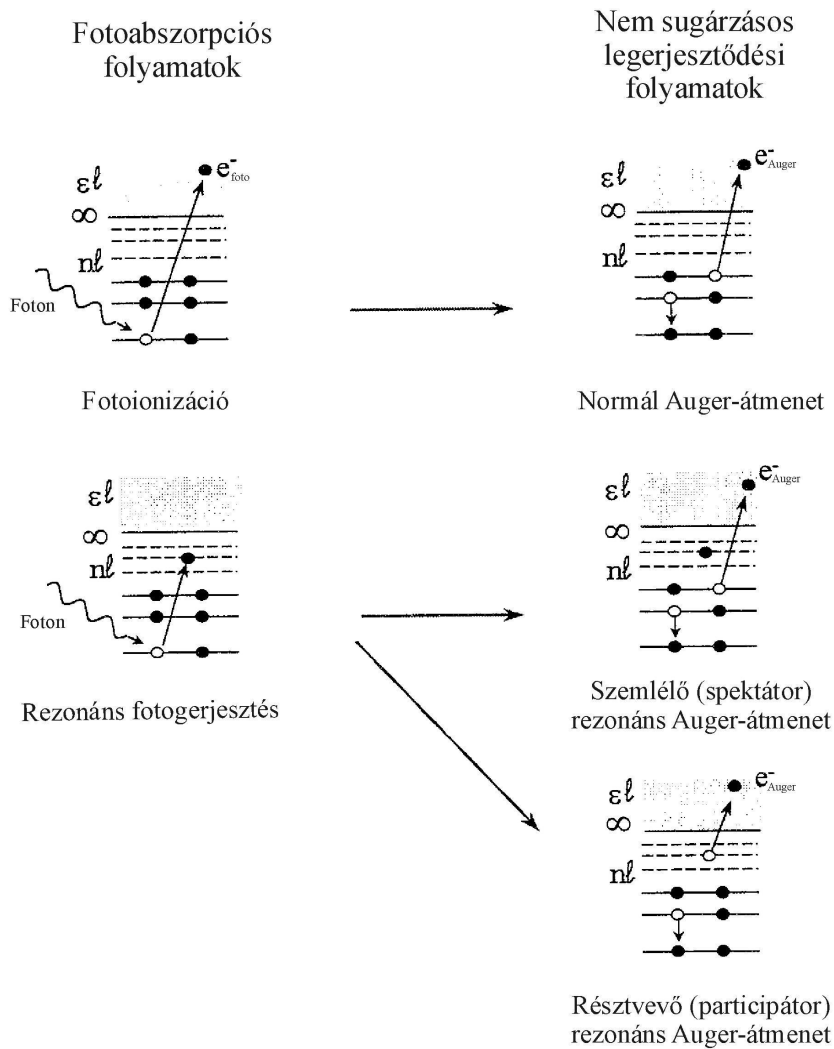 Fotoabszorpciós
folyamatok
Nem sugárzásos
legerjesztődési
folyamatok
e⁻foto
εℓ
∞
nℓ
Foton
Fotoionizáció
e⁻Auger
εℓ
∞
nℓ
Normál Auger-átmenet
εℓ
∞
nℓ
Foton
Rezonáns fotogerjesztés
e⁻Auger
εℓ
∞
nℓ
Szemlélő (spektátor)
rezonáns Auger-átmenet
e⁻Auger
εℓ
∞
nℓ
Résztvevő (participátor)
rezonáns Auger-átmenet